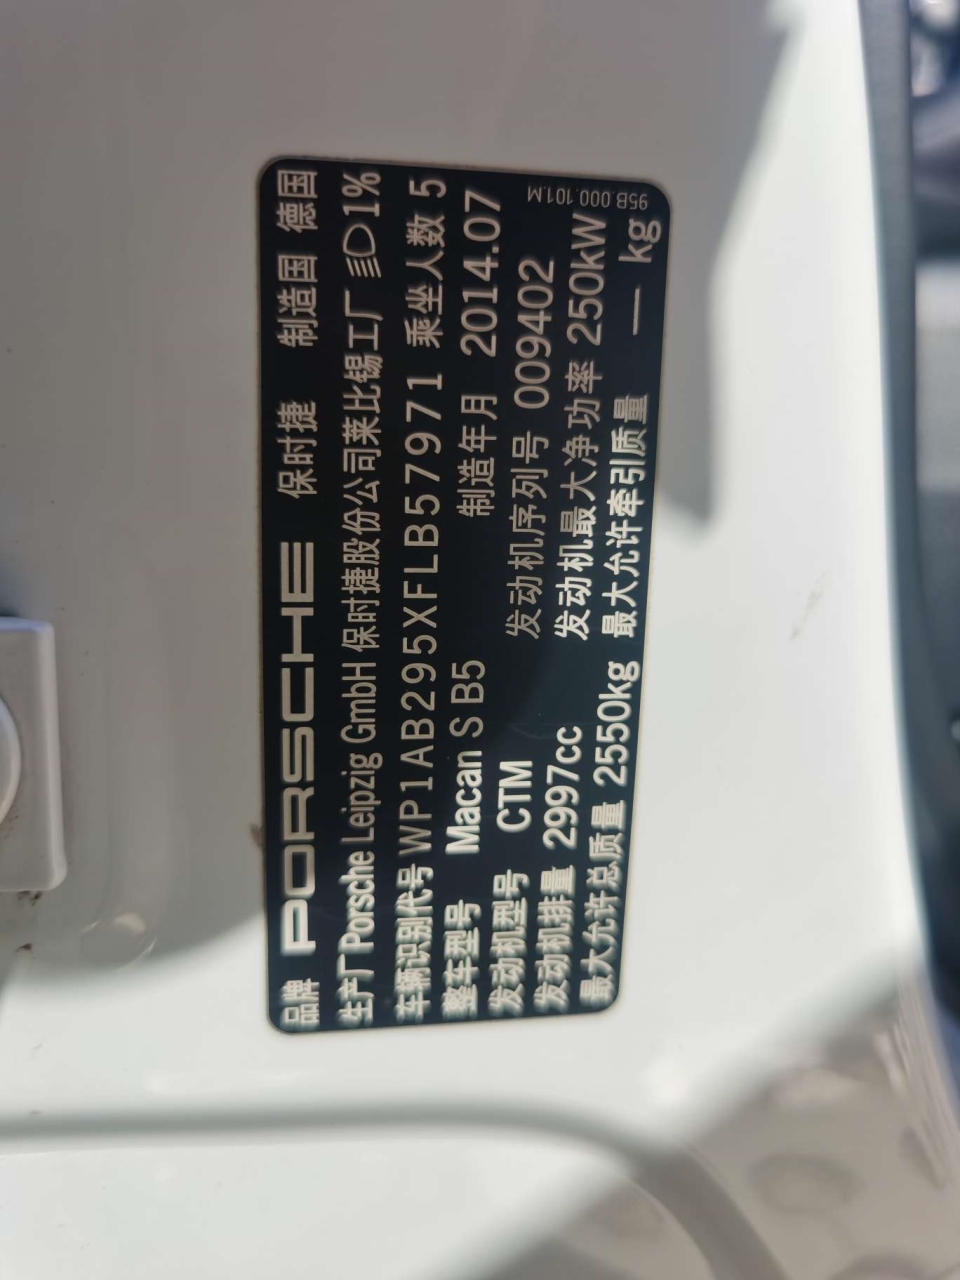 品牌 PORSCHE 保时捷 制造国 德国
生产厂 Porsche Leipzig GmbH 保时捷股份公司莱比锡工厂 1%
车辆识别代号 WP1AB295XFLB57971 乘坐人数 5
整车型号 Macan S B5 制造年月 2014.07
发动机型号 CTM 发动机序列号 009402
发动机排量 2997cc 发动机最大净功率 250kW
最大允许总质量 2550kg 最大允许牵引质量 — kg
95B.000.101.M